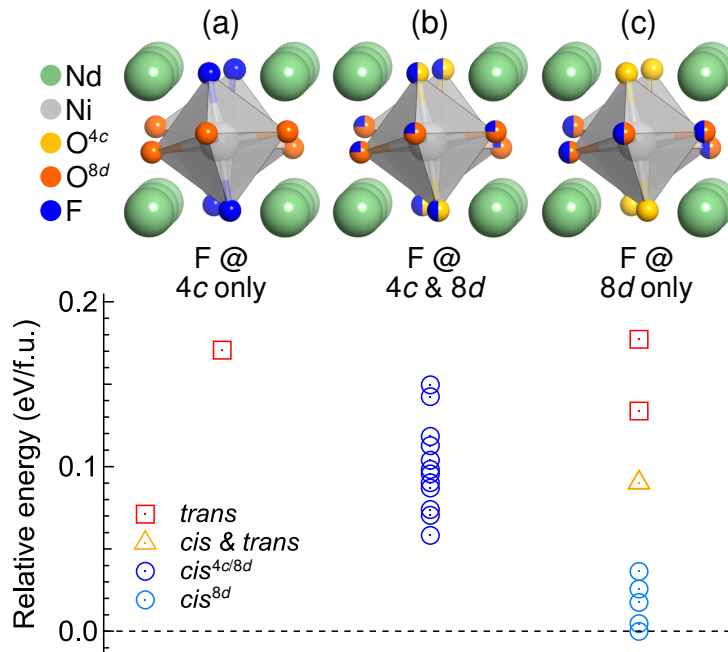 (a) (b) (c)
Nd
Ni
O4c
O8d
F
F @
4c only
F @
4c & 8d
F @
8d only
0.2
0.1
0.0
Relative energy (eV/f.u.)
trans
cis & trans
cis4c/8d
cis8d